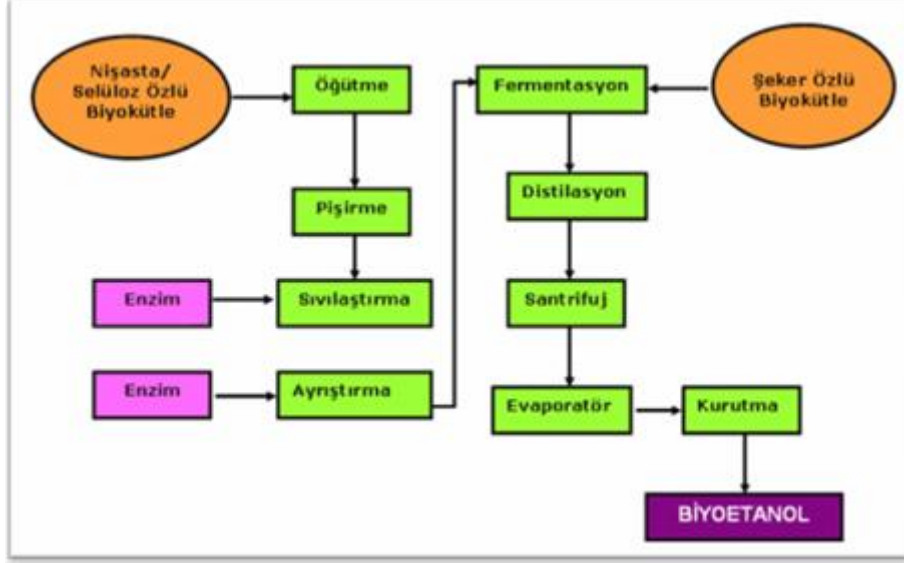 Nişasta/
Selüloz Özlü
Biyokütle
Öğütme
Fermentasyon
Şeker Özlü
Biyokütle
Pişirme
Distilasyon
Enzim
Sıvılaştırma
Santrifuj
Enzim
Ayrıştırma
Evaporatör
Kurutma
BİYOETANOL